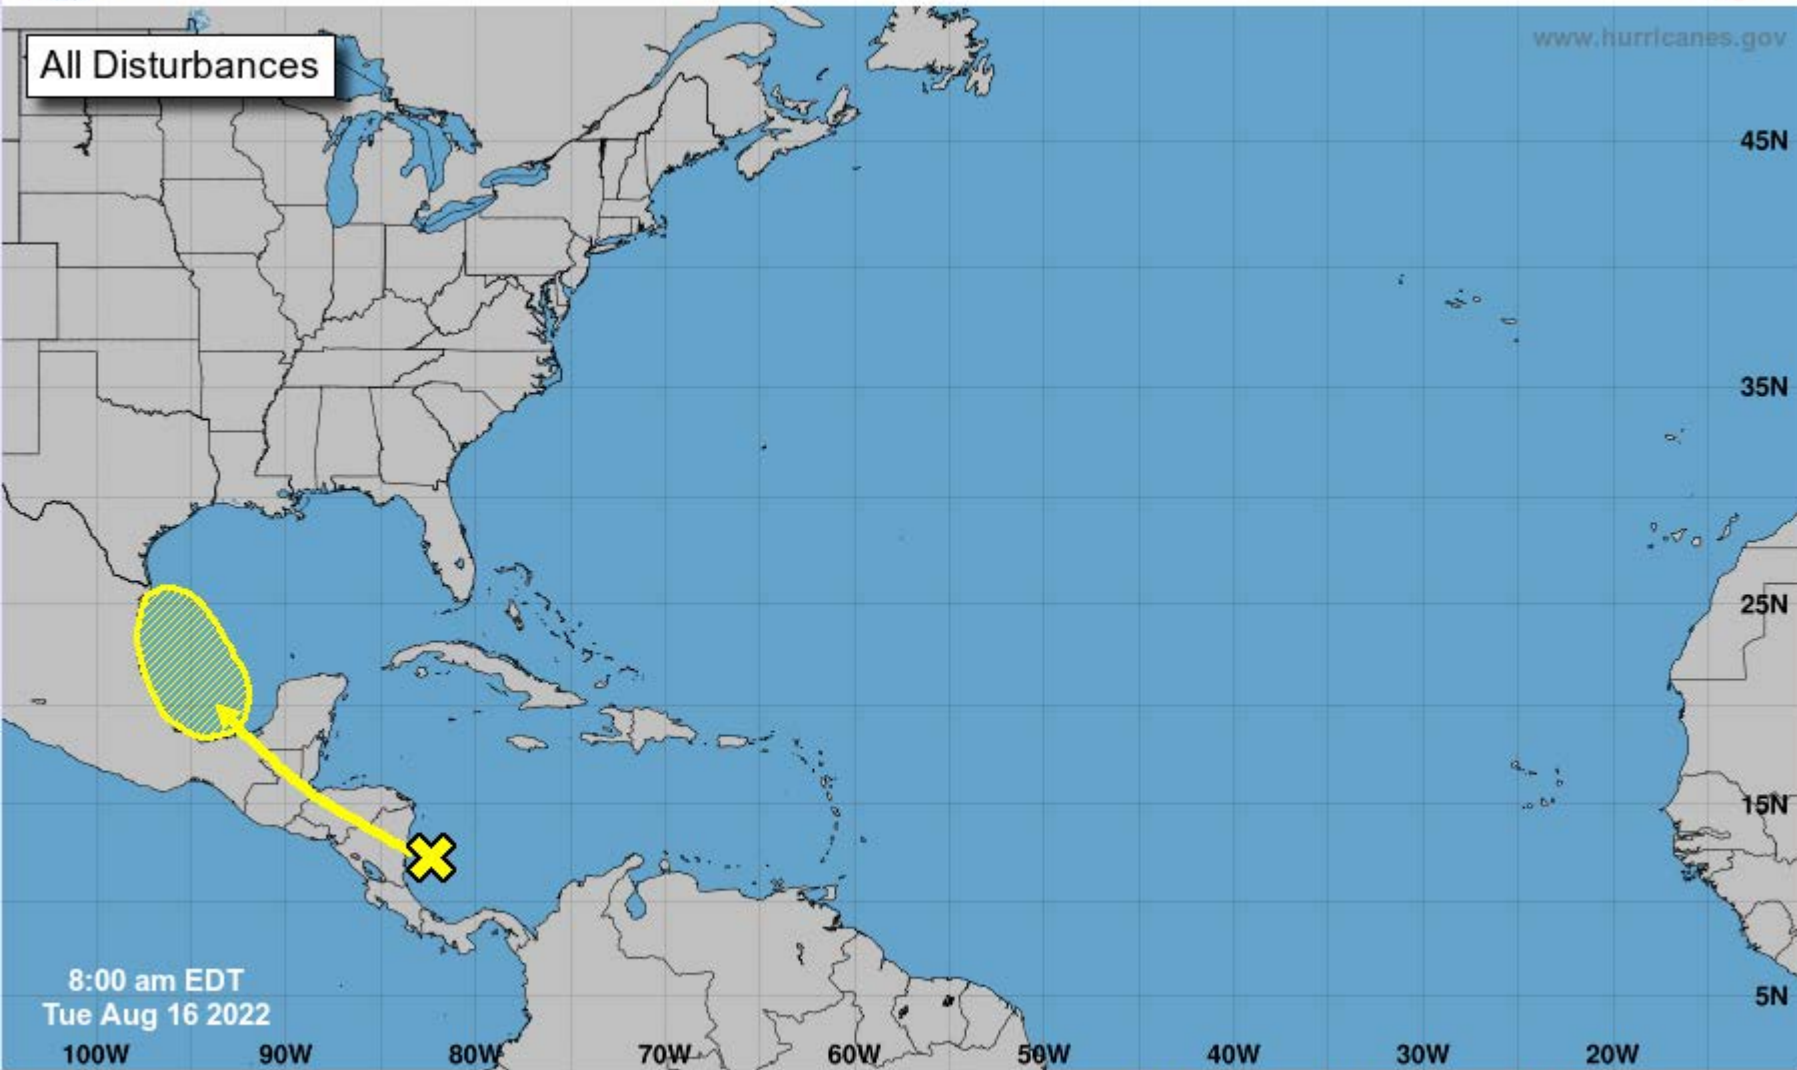 All Disturbances
www.hurricanes.gov
45N
35N
25N
15N
5N
8:00 am EDT
Tue Aug 16 2022
100W 90W 80W 70W 60W 50W 40W 30W 20W